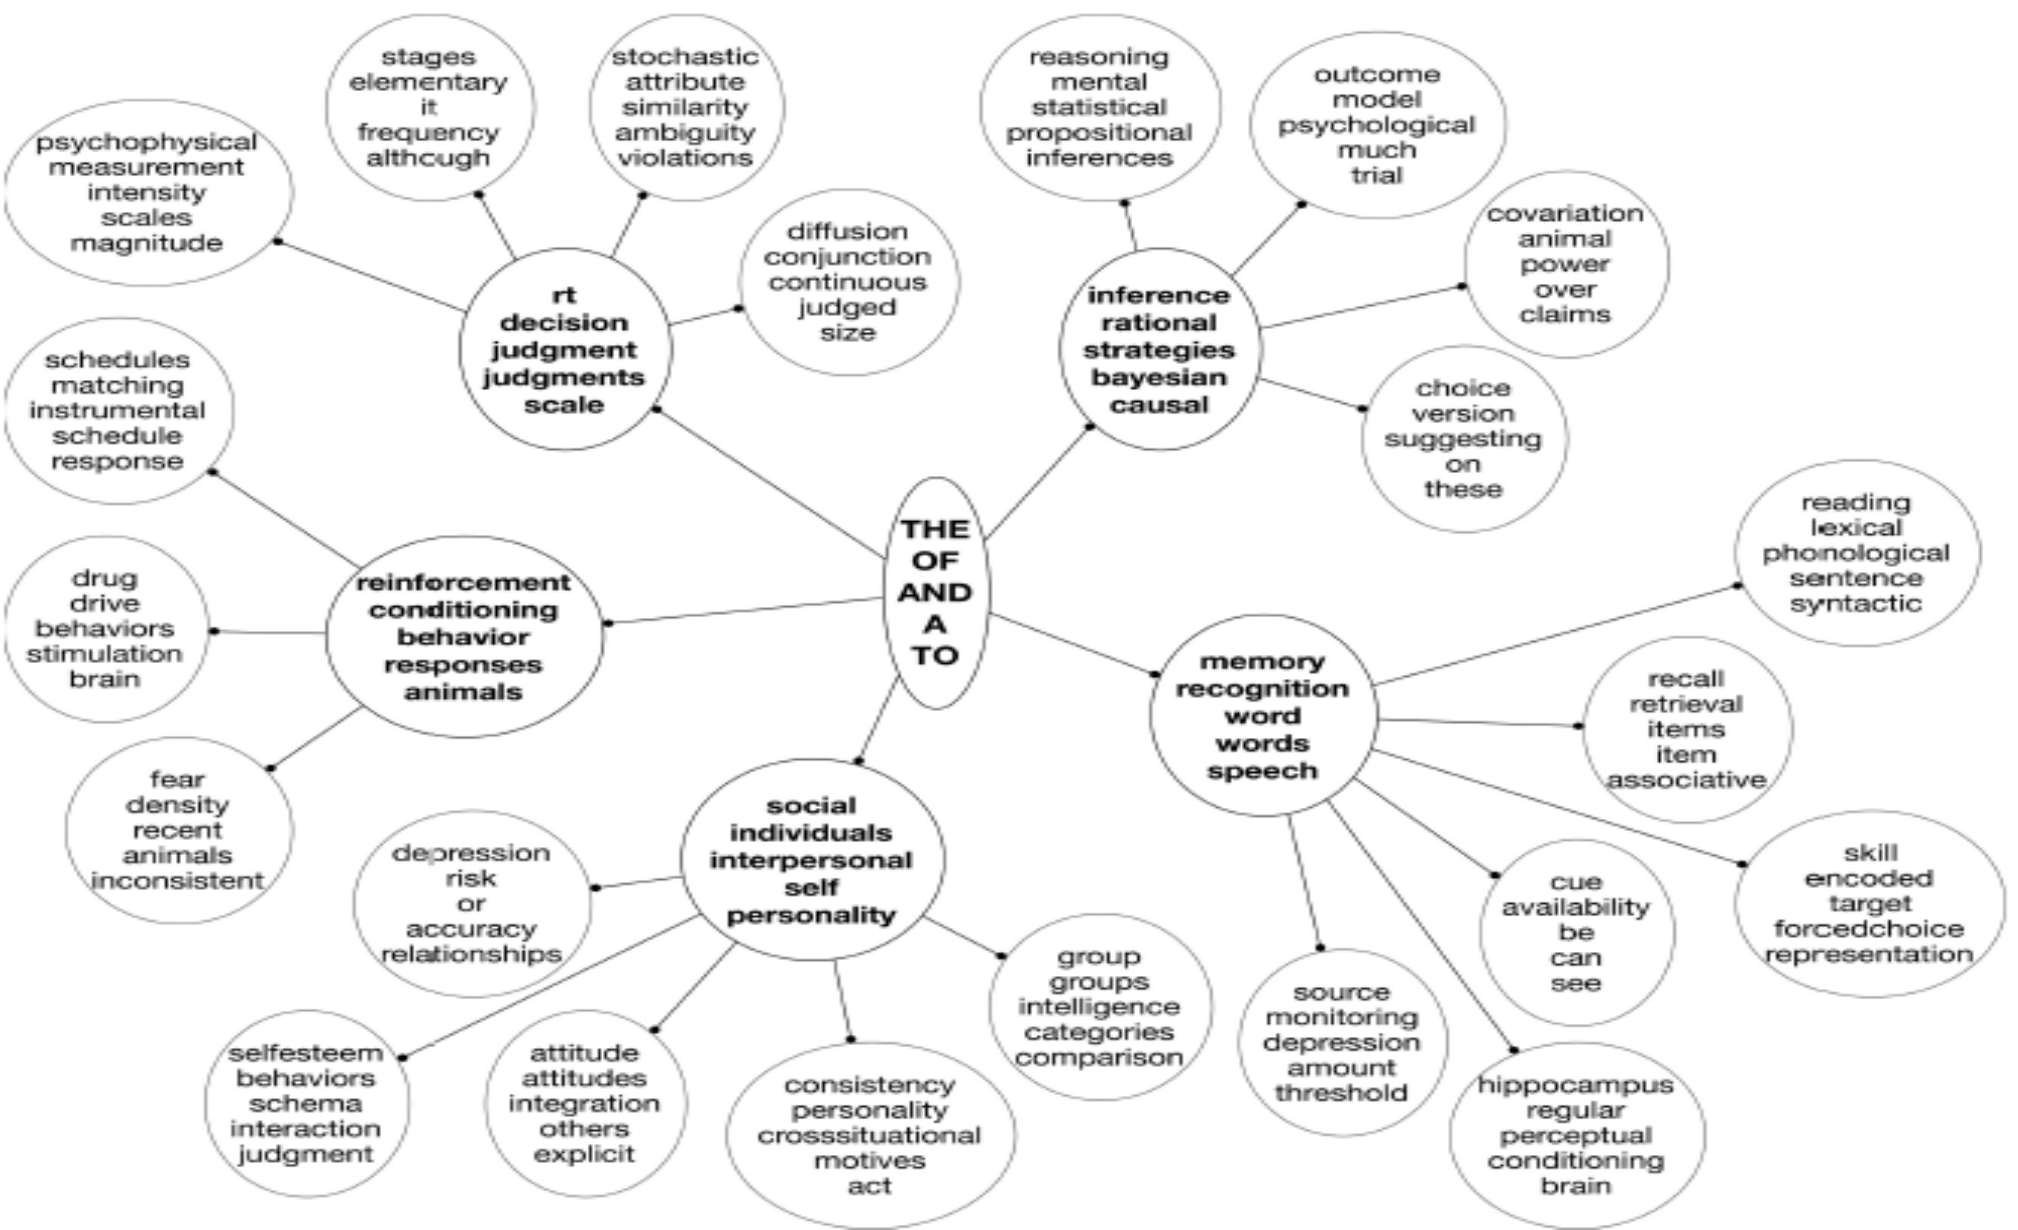 stages
elementary
it
frequency
although
stochastic
attribute
similarity
ambiguity
violations
reasoning
mental
statistical
propositional
inferences
outcome
model
psychological
much
trial
psychophysical
measurement
intensity
scales
magnitude
diffusion
conjunction
continuous
judged
size
covariation
animal
power
over
claims
rt
decision
judgment
judgments
scale
inference
rational
strategies
bayesian
causal
schedules
matching
instrumental
schedule
response
choice
version
suggesting
on
these
THE
OF
AND
A
TO
reading
lexical
phonological
sentence
syntactic
drug
drive
behaviors
stimulation
brain
reinforcement
conditioning
behavior
responses
animals
memory
recognition
word
words
speech
recall
retrieval
items
item
associative
fear
density
recent
animals
inconsistent
depression
risk
or
accuracy
relationships
social
individuals
interpersonal
self
personality
cue
availability
be
can
see
skill
encoded
target
forcedchoice
representation
group
groups
intelligence
categories
comparison
source
monitoring
depression
amount
threshold
selfesteem
behaviors
schema
interaction
judgment
attitude
attitudes
integration
others
explicit
consistency
personality
crosssituational
motives
act
hippocampus
regular
perceptual
conditioning
brain